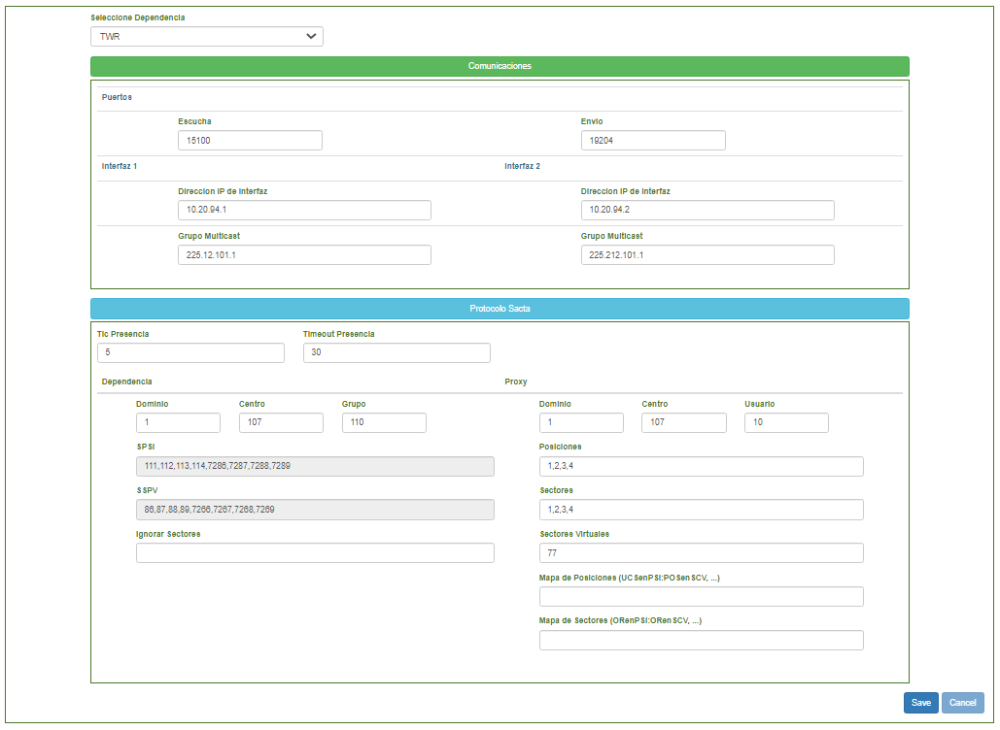 Seleccione Dependencia
TWR
Comunicaciones
Puertos
Escucha Envio
15100 19204
Interfaz 1 Interfaz 2
Direccion IP de Interfaz Direccion IP de Interfaz
10.20.94.1 10.20.94.2
Grupo Multicast Grupo Multicast
225.12.101.1 225.212.101.1
Protocolo Sacta
Tic Presencia Timeout Presencia
5 30
Dependencia Proxy
Dominio Centro Grupo Dominio Centro Usuario
1 107 110 1 107 10
SPSI Posiciones
111,112,113,114,7286,7287,7288,7289 1,2,3,4
SSPV Sectores
86,87,88,89,7266,7267,7268,7269 1,2,3,4
Ignorar Sectores Sectores Virtuales
77
Mapa de Posiciones (UCSenPSI:POSenSCV, ...)
Mapa de Sectores (ORenPSI:ORenSCV, ...)
Save Cancel